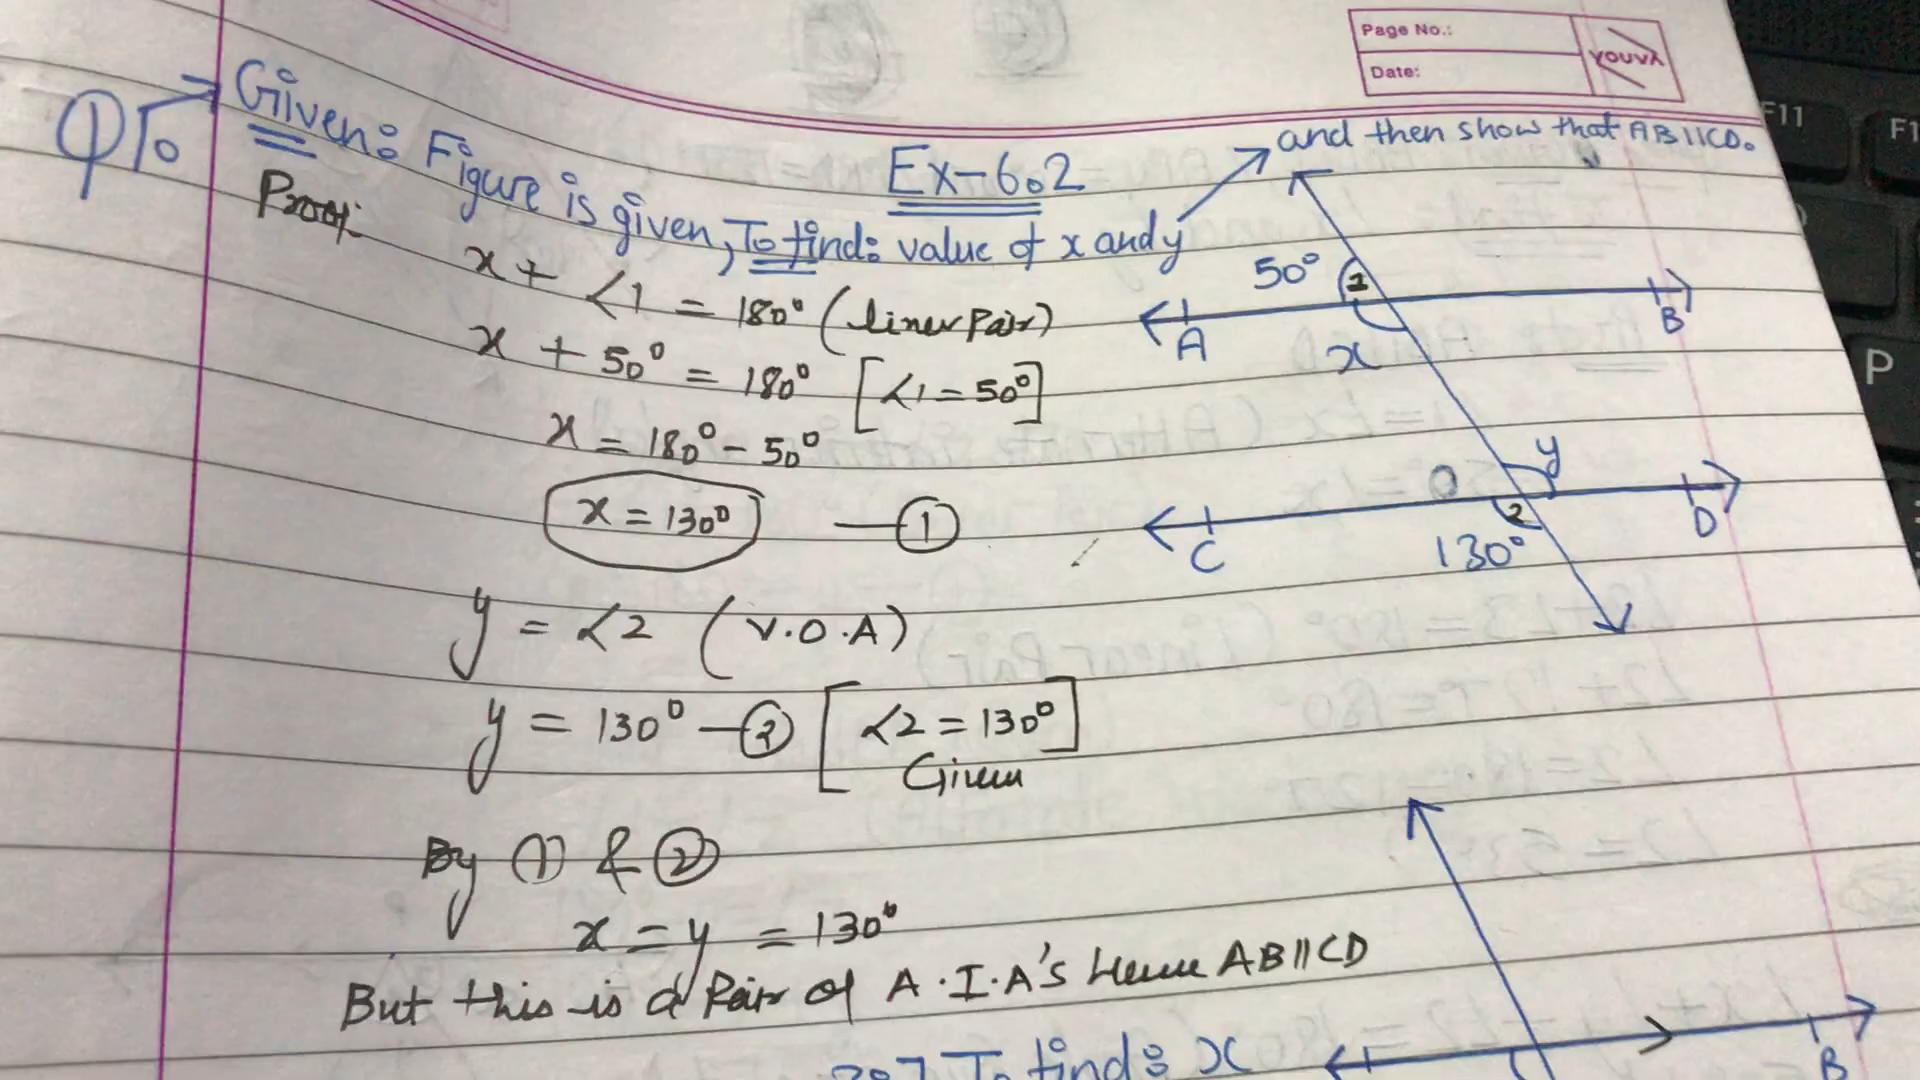 Page No.:
Date:
YOUVA
F11
P
Ex-6.2
Q1. Given: Figure is given, To find: value of x and y and then show that AB||CD.
Proof:
x + ∠1 = 180° (liner Pair)
x + 50° = 180° [∠1 = 50°]
x = 180° - 50°
x = 130° — ①
y = ∠2 (V.O.A)
y = 130° — ② [∠2 = 130°]
Given
By ① & ②
x = y = 130°
But this is a Pair of A.I.A's Hence AB||CD
50° 1
A B
x
y
O
C D
2
130°
To find: x
B